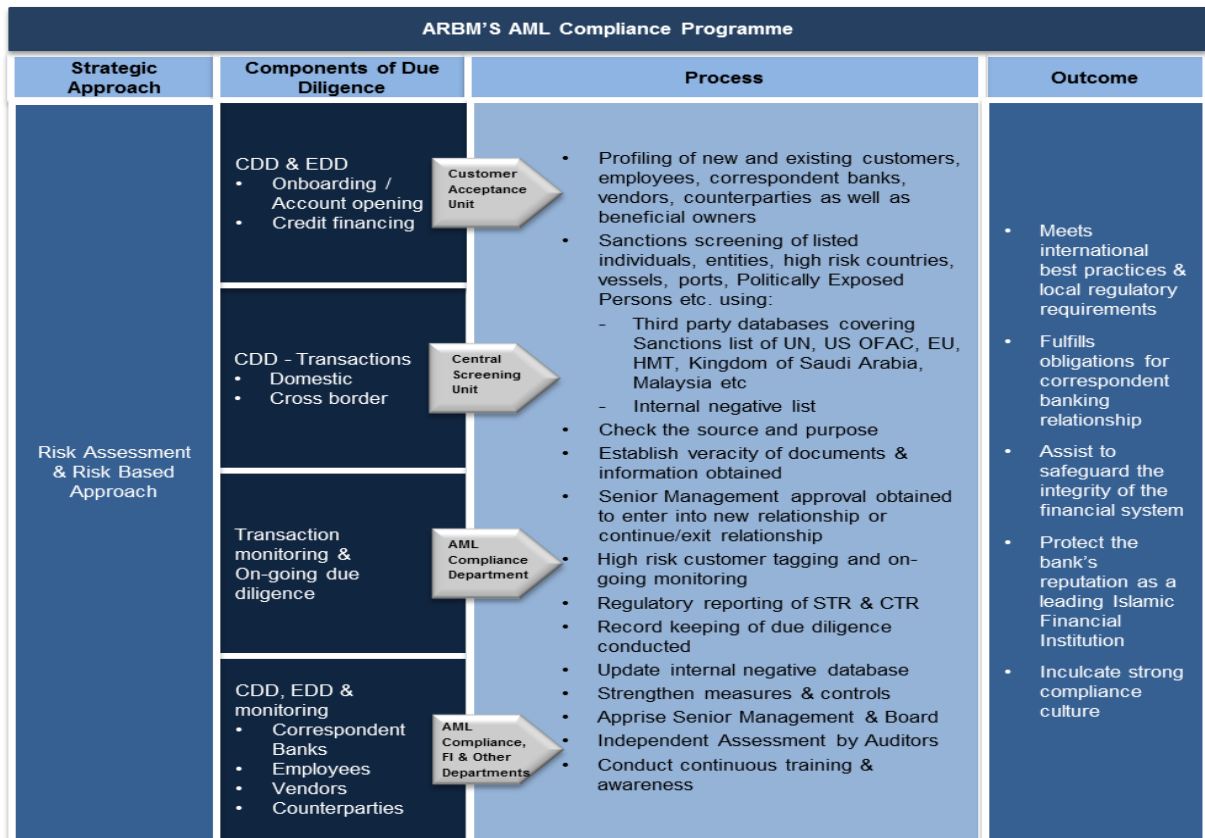 ARBM'S AML Compliance Programme
Strategic
Approach
Components of Due
Diligence
Process
Outcome
Risk Assessment
& Risk Based
Approach
CDD & EDD
• Onboarding /
Account opening
• Credit financing
CDD - Transactions
• Domestic
• Cross border
Transaction
monitoring &
On-going due
diligence
CDD, EDD &
monitoring
• Correspondent
Banks
• Employees
• Vendors
• Counterparties
Customer
Acceptance
Unit
Central
Screening
Unit
AML
Compliance
Department
AML
Compliance,
FI & Other
Departments
• Profiling of new and existing customers,
employees, correspondent banks,
vendors, counterparties as well as
beneficial owners
• Sanctions screening of listed
individuals, entities, high risk countries,
vessels, ports, Politically Exposed
Persons etc. using:
- Third party databases covering
Sanctions list of UN, US OFAC, EU,
HMT, Kingdom of Saudi Arabia,
Malaysia etc
- Internal negative list
• Check the source and purpose
• Establish veracity of documents &
information obtained
• Senior Management approval obtained
to enter into new relationship or
continue/exit relationship
• High risk customer tagging and on-
going monitoring
• Regulatory reporting of STR & CTR
• Record keeping of due diligence
conducted
• Update internal negative database
• Strengthen measures & controls
• Apprise Senior Management & Board
• Independent Assessment by Auditors
• Conduct continuous training &
awareness
• Meets
international
best practices &
local regulatory
requirements
• Fulfills
obligations for
correspondent
banking
relationship
• Assist to
safeguard the
integrity of the
financial system
• Protect the
bank's
reputation as a
leading Islamic
Financial
Institution
• Inculcate strong
compliance
culture